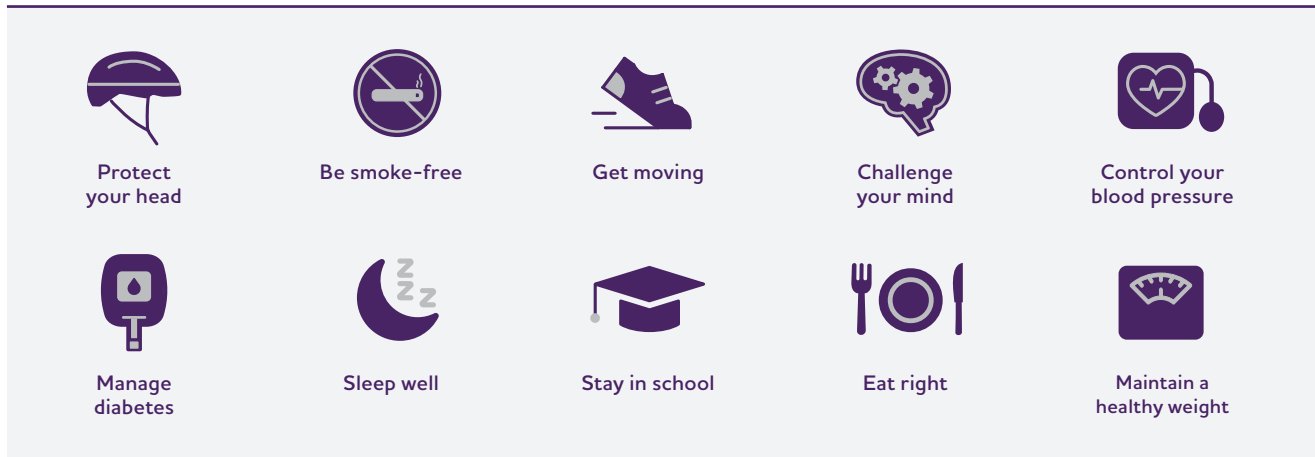 Protect
your head
Be smoke-free
Get moving
Challenge
your mind
Control your
blood pressure
z
z
z
Manage
diabetes
Sleep well
Stay in school
Eat right
Maintain a
healthy weight